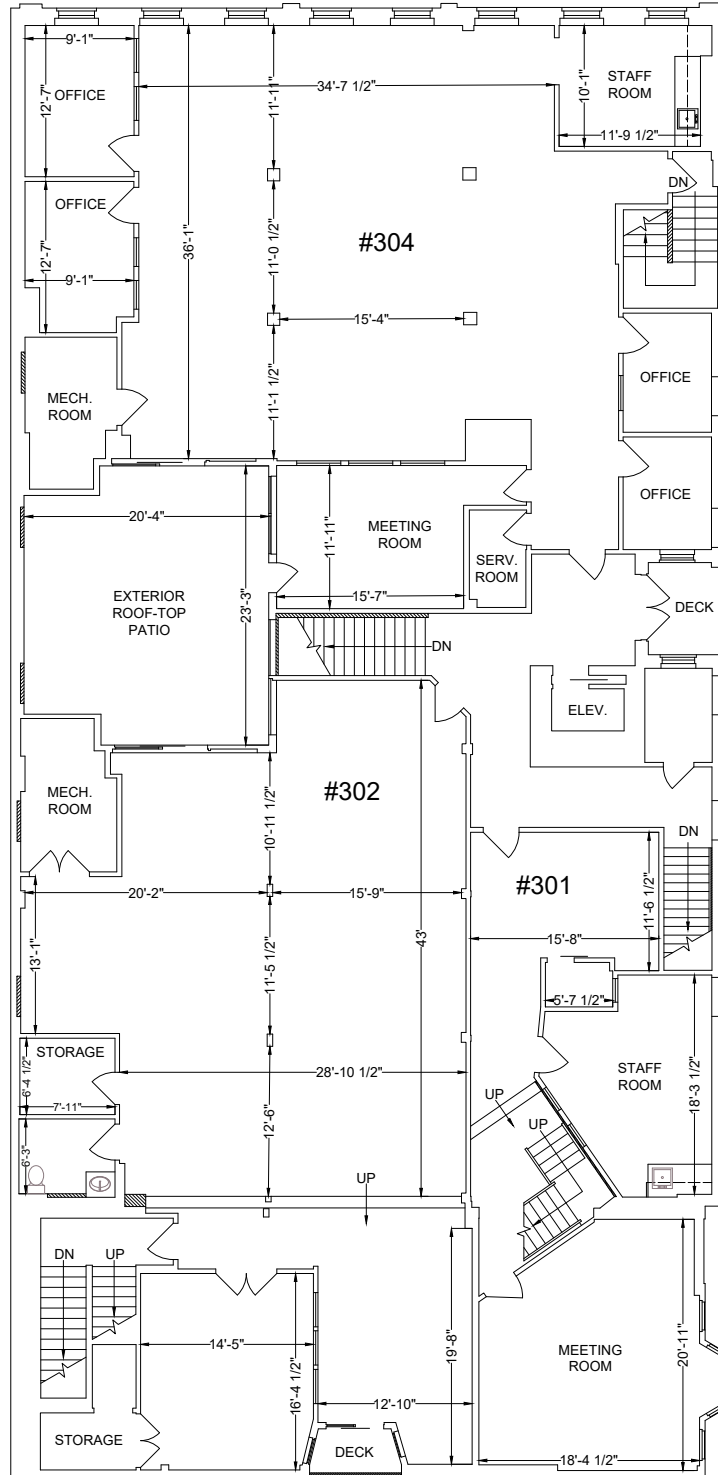 9'-1"
34'-7 1/2"
11'-11"
12'-7"
OFFICE
10'-1"
STAFF
ROOM
11'-9 1/2"
DN
OFFICE
12'-7"
9'-1"
36'-1"
11'-0 1/2"
#304
15'-4"
11'-1 1/2"
MECH.
ROOM
OFFICE
OFFICE
20'-4"
11'-11"
MEETING
ROOM
SERV.
ROOM
15'-7"
EXTERIOR
ROOF-TOP
PATIO
23'-3"
DECK
DN
ELEV.
MECH.
ROOM
#302
10'-11 1/2"
DN
20'-2"
15'-9"
#301
11'-6 1/2"
15'-8"
13'-1"
11'-5 1/2"
43'
5'-7 1/2"
STORAGE
6'-4 1/2"
7'-11"
28'-10 1/2"
STAFF
ROOM
18'-3 1/2"
UP
UP
6'-3"
12'-6"
UP
DN
UP
14'-5"
16'-4 1/2"
19'-8"
12'-10"
MEETING
ROOM
20'-11"
STORAGE
DECK
18'-4 1/2"